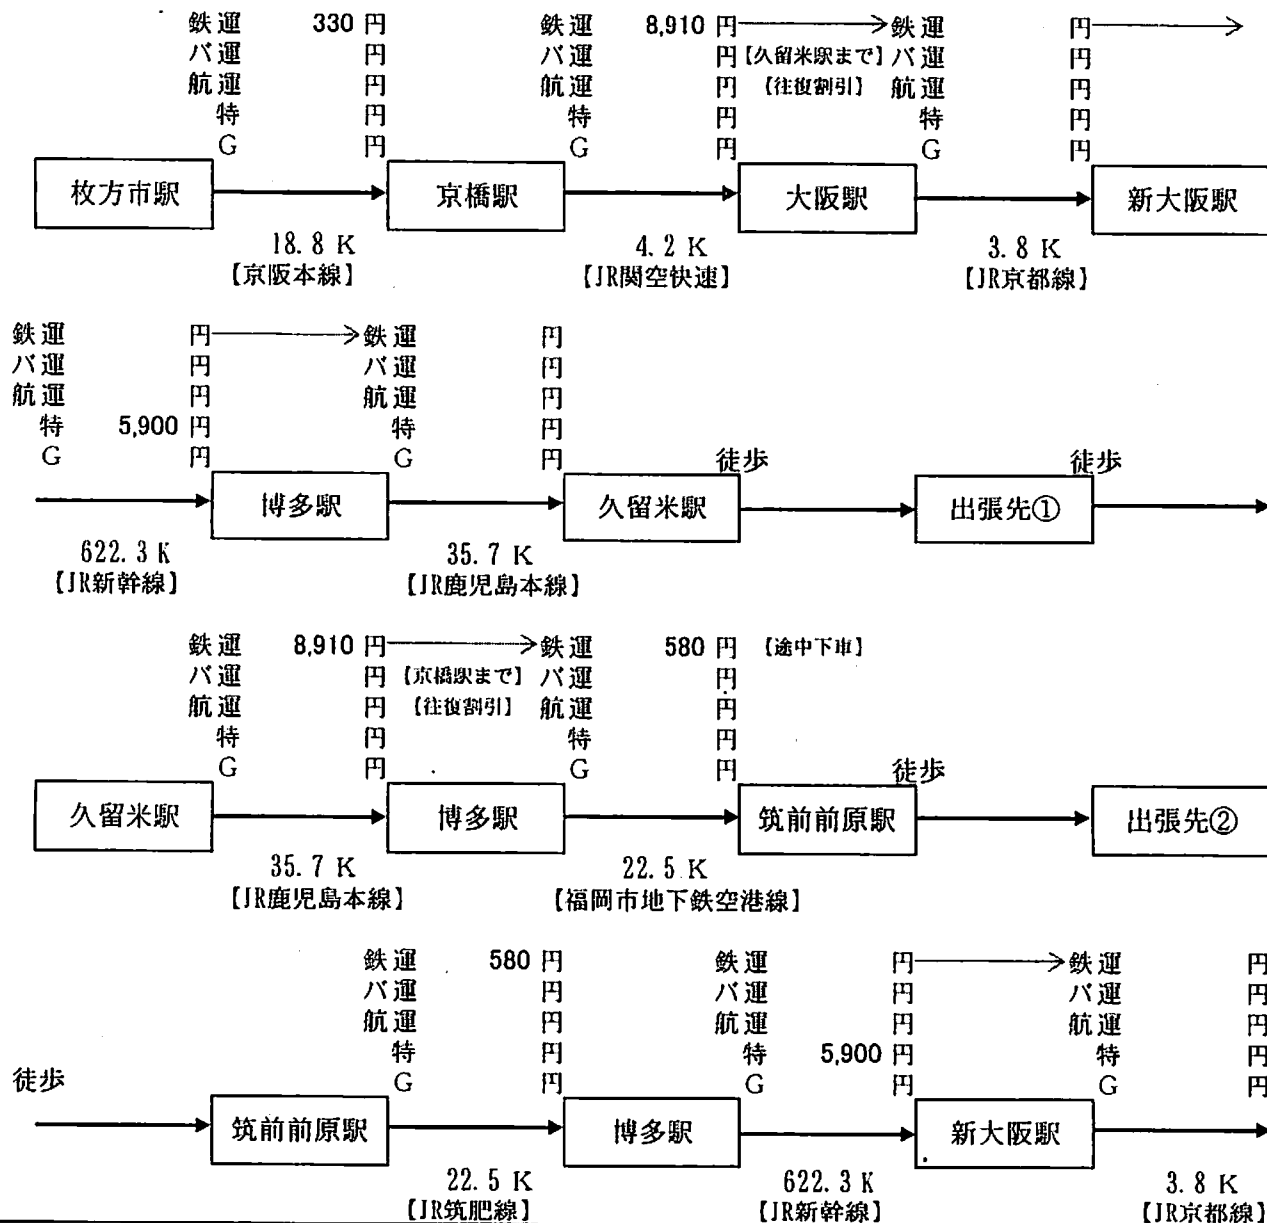 鉄運 330 円 鉄運 8,910 円 鉄運 円
バ運 円 バ運 円 【久留米駅まで】 バ運 円
航運 円 航運 円 【往復割引】 航運 円
特 円 特 円 特 円
G 円 G 円 G 円
枚方市駅 京橋駅 大阪駅 新大阪駅
18.8 K 4.2 K 3.8 K
【京阪本線】 【JR関空快速】 【JR京都線】
鉄運 円 鉄運 円
バ運 円 バ運 円
航運 円 航運 円
特 5,900 円 特 円
G 円 G 円 徒歩 徒歩
博多駅 久留米駅 出張先①
622.3 K 35.7 K
【JR新幹線】 【JR鹿児島本線】
鉄運 8,910 円 鉄運 580 円 【途中下車】
バ運 円 【京橋駅まで】 バ運 円
航運 円 【往復割引】 航運 円
特 円 特 円
G 円 G 円 徒歩
久留米駅 博多駅 筑前前原駅 出張先②
35.7 K 22.5 K
【JR鹿児島本線】 【福岡市地下鉄空港線】
鉄運 580 円 鉄運 円 鉄運 円
バ運 円 バ運 円 バ運 円
航運 円 航運 円 航運 円
特 円 特 5,900 円 特 円
徒歩 G 円 G 円 G 円
筑前前原駅 博多駅 新大阪駅
22.5 K 622.3 K 3.8 K
【JR筑肥線】 【JR新幹線】 【JR京都線】